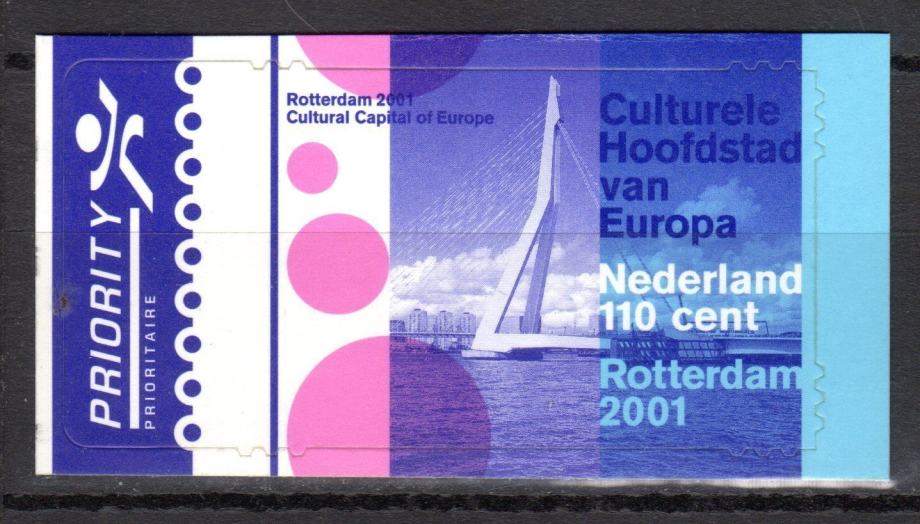 PRIORITY
PRIORITAIRE
Rotterdam 2001
Cultural Capital of Europe
Culturele
Hoofdstad
van
Europa
Nederland
110 cent
Rotterdam
2001